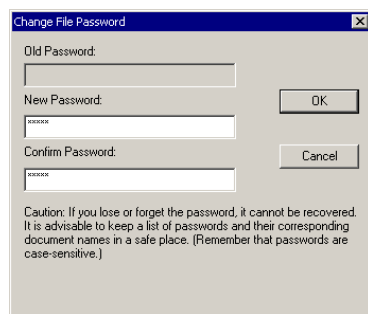 Change File Password
Old Password:
New Password:
xxxxx
OK
Confirm Password:
xxxxx
Cancel
Caution: If you lose or forget the password, it cannot be recovered.
It is advisable to keep a list of passwords and their corresponding
document names in a safe place. (Remember that passwords are
case-sensitive.)